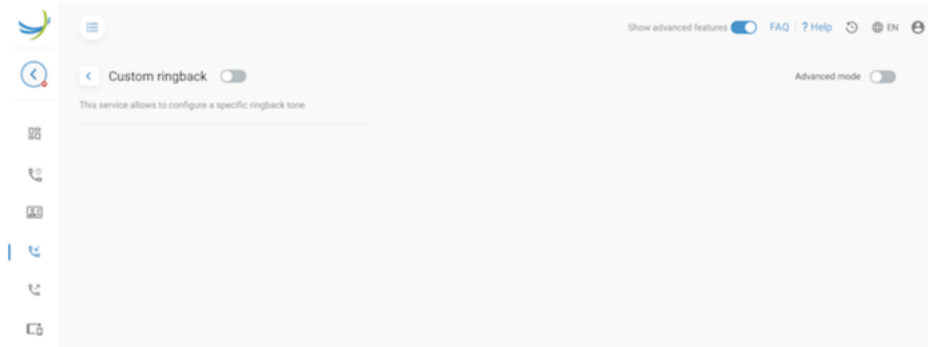 Show advanced features FAQ ? Help EN
Custom ringback Advanced mode
This service allows to configure a specific ringback tone